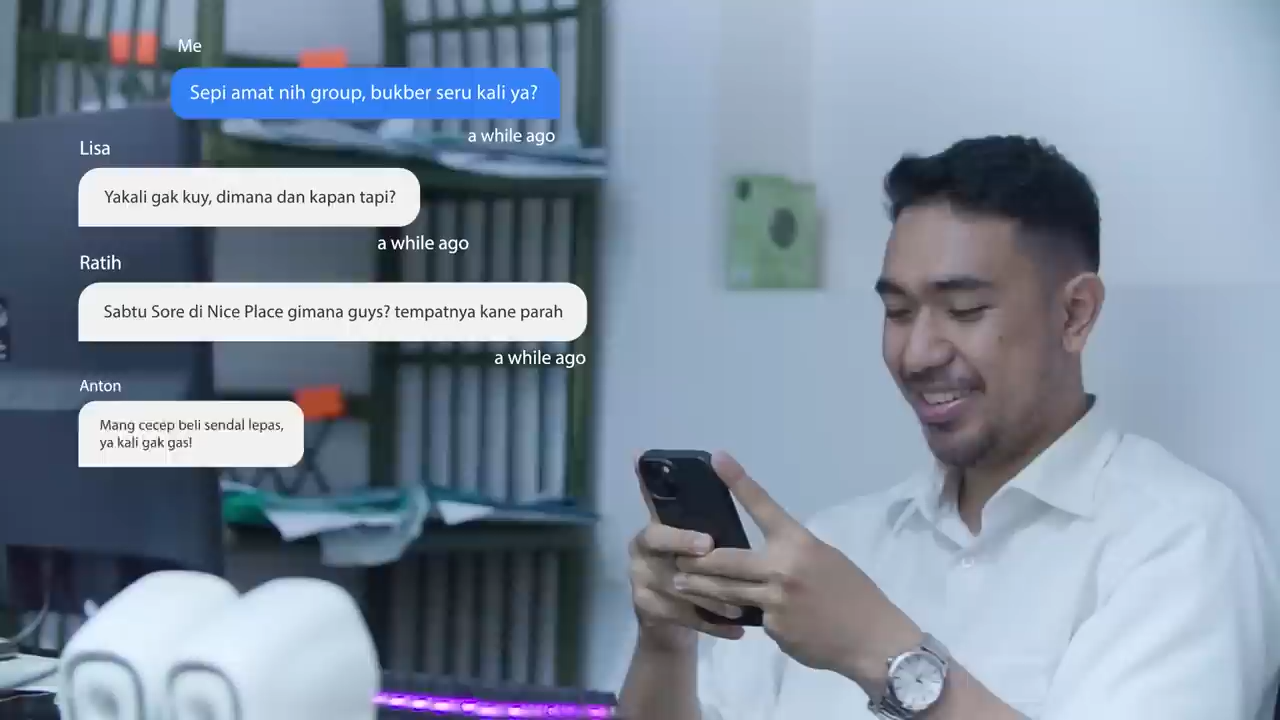 Me
Sepi amat nih group, bukber seru kali ya?
a while ago
Lisa
Yakali gak kuy, dimana dan kapan tapi?
a while ago
Ratih
Sabtu Sore di Nice Place gimana guys? tempatnya kane parah
a while ago
Anton
Mang cecep beli sendal lepas,
ya kali gak gas!